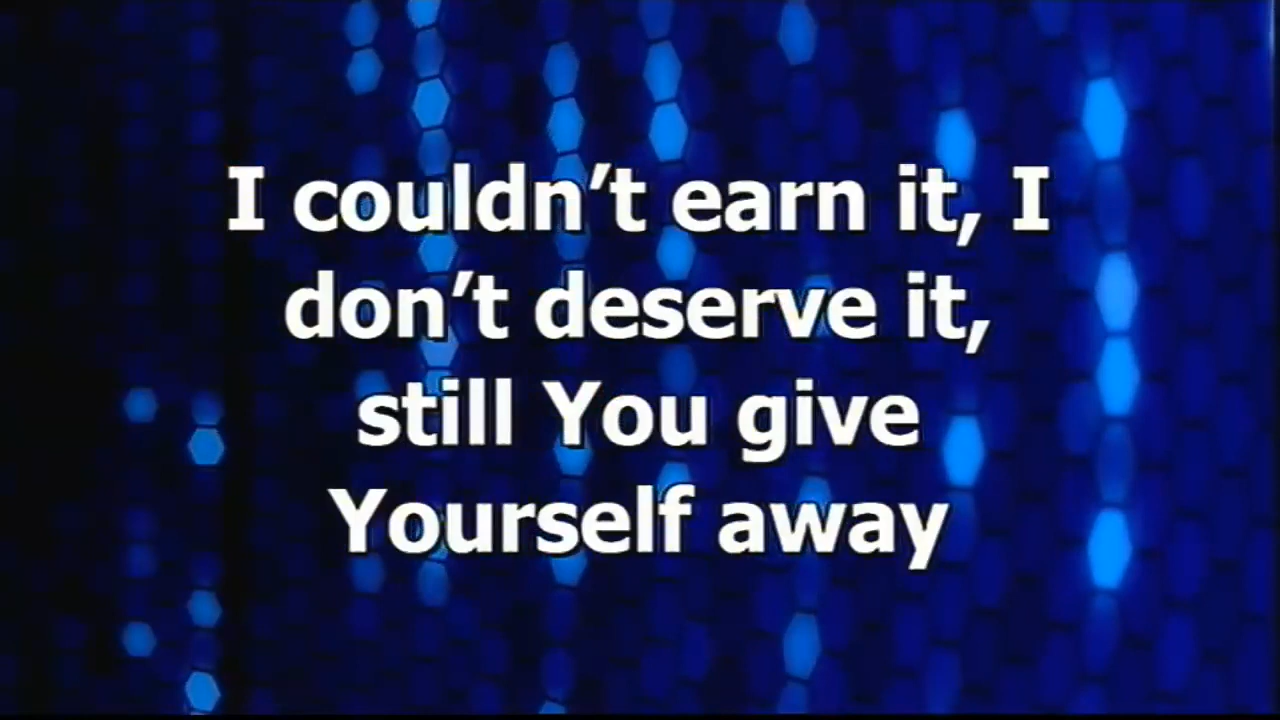 I couldn’t earn it, I
don’t deserve it,
still You give
Yourself away